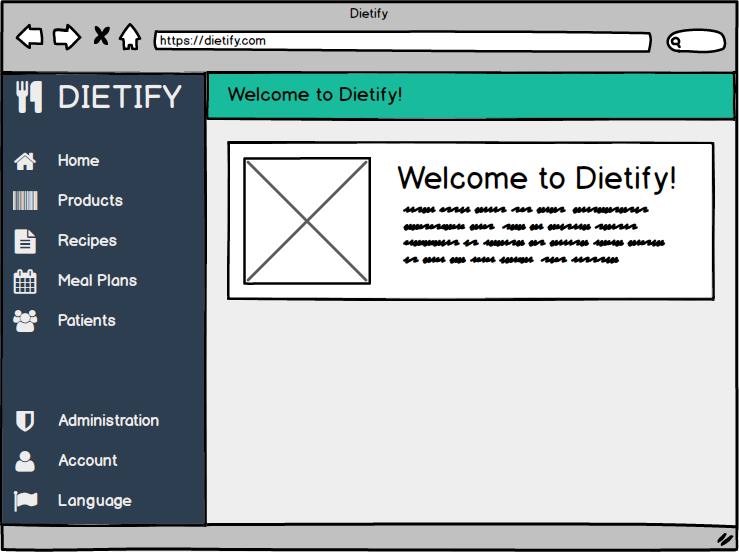 Dietify
https://dietify.com
DIETIFY
Home
Products
Recipes
Meal Plans
Patients
Administration
Account
Language
Welcome to Dietify!
Welcome to Dietify!